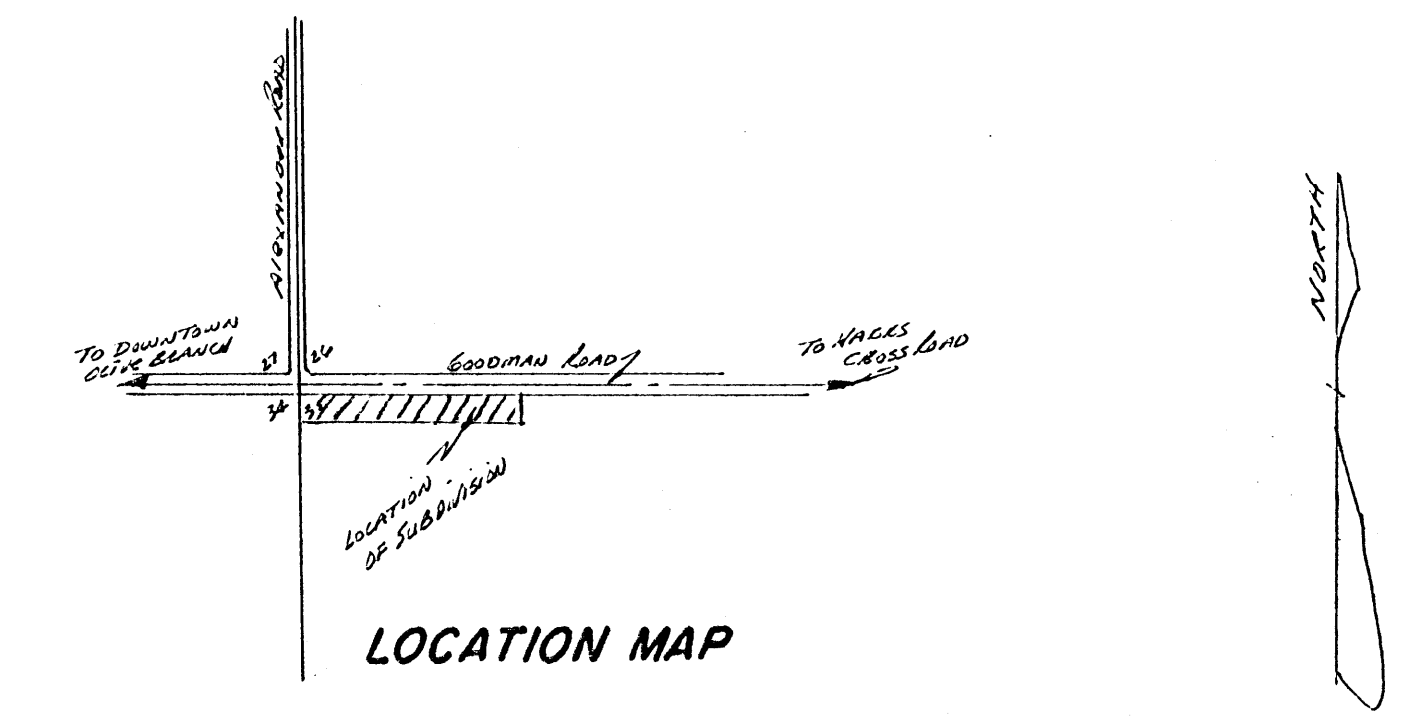 ALEXANDER ROAD
NORTH
TO DOWNTOWN
OLIVE BRANCH
27
26
GOODMAN ROAD
TO HACKS
CROSS ROAD
34
35
LOCATION
OF SUBDIVISION
LOCATION MAP